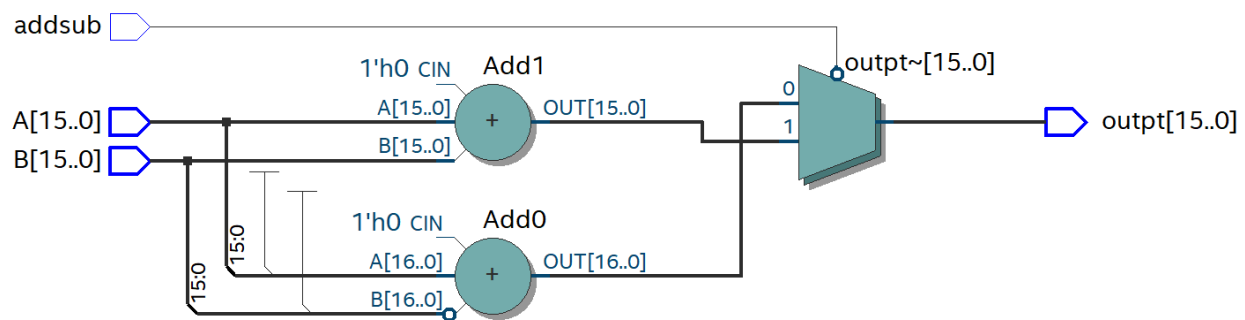 addsub
outpt~[15..0]
1'h0 CIN
Add1
0
A[15..0]
A[15..0]
+
OUT[15..0]
1
outpt[15..0]
B[15..0]
B[15..0]
1'h0 CIN
Add0
15:0
15:0
A[16..0]
+
OUT[16..0]
B[16..0]